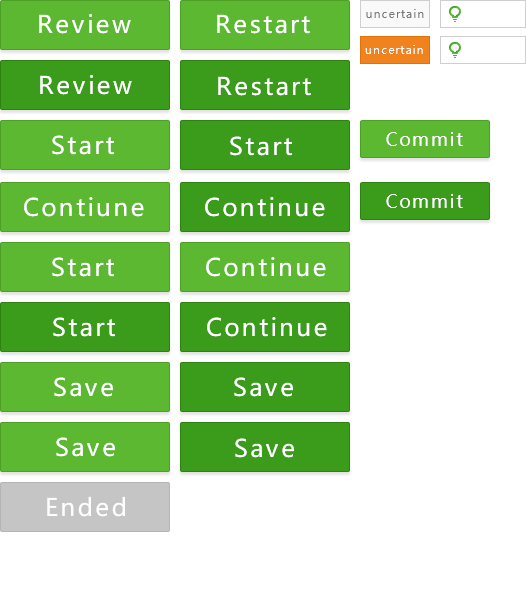 Review Restart uncertain
uncertain
Review Restart
Start Start Commit
Contiune Continue Commit
Start Continue
Start Continue
Save Save
Save Save
Ended